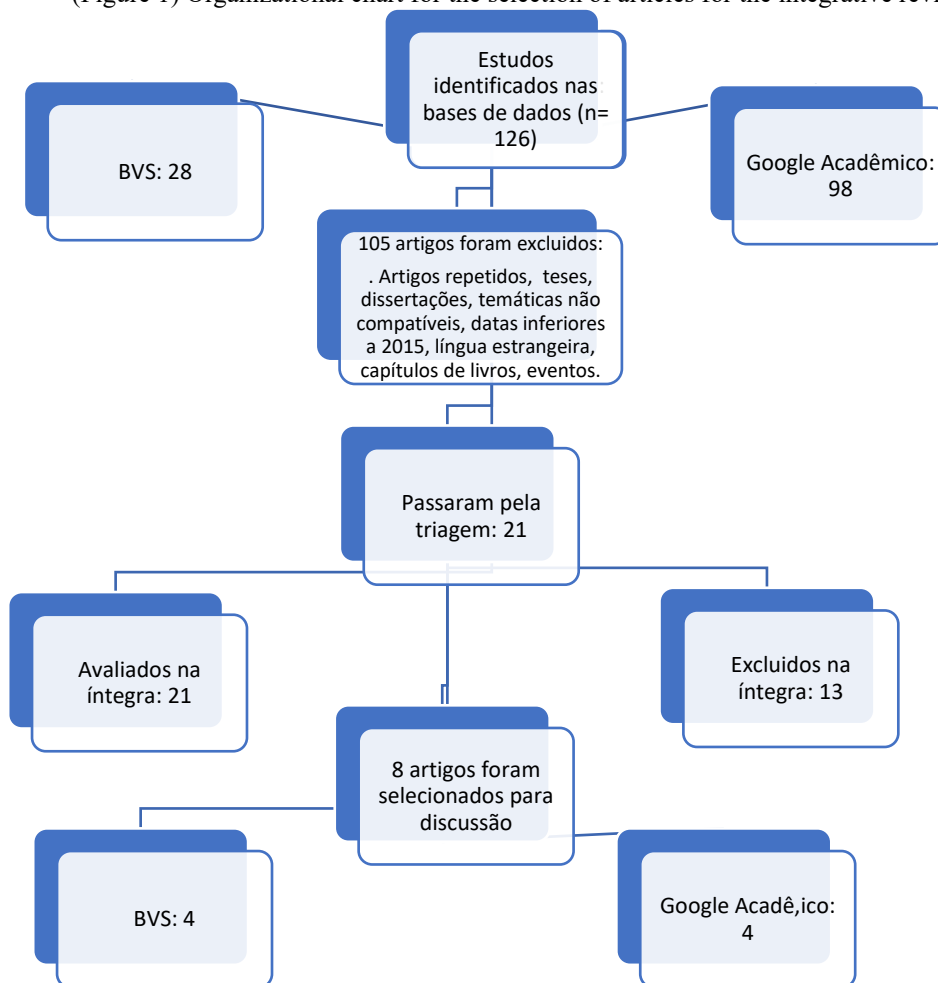 (Figure 1) Organizational chart for the selection of articles for the integrative revi
Estudos
identificados nas
bases de dados (n=
126)
BVS: 28
Google Acadêmico:
98
105 artigos foram excluidos:
. Artigos repetidos, teses,
dissertações, temáticas não
compatíveis, datas inferiores
a 2015, língua estrangeira,
capítulos de livros, eventos.
Passaram pela
triagem: 21
Avaliados na
íntegra: 21
Excluidos na
íntegra: 13
8 artigos foram
selecionados para
discussão
BVS: 4
Google Acadê,ico:
4